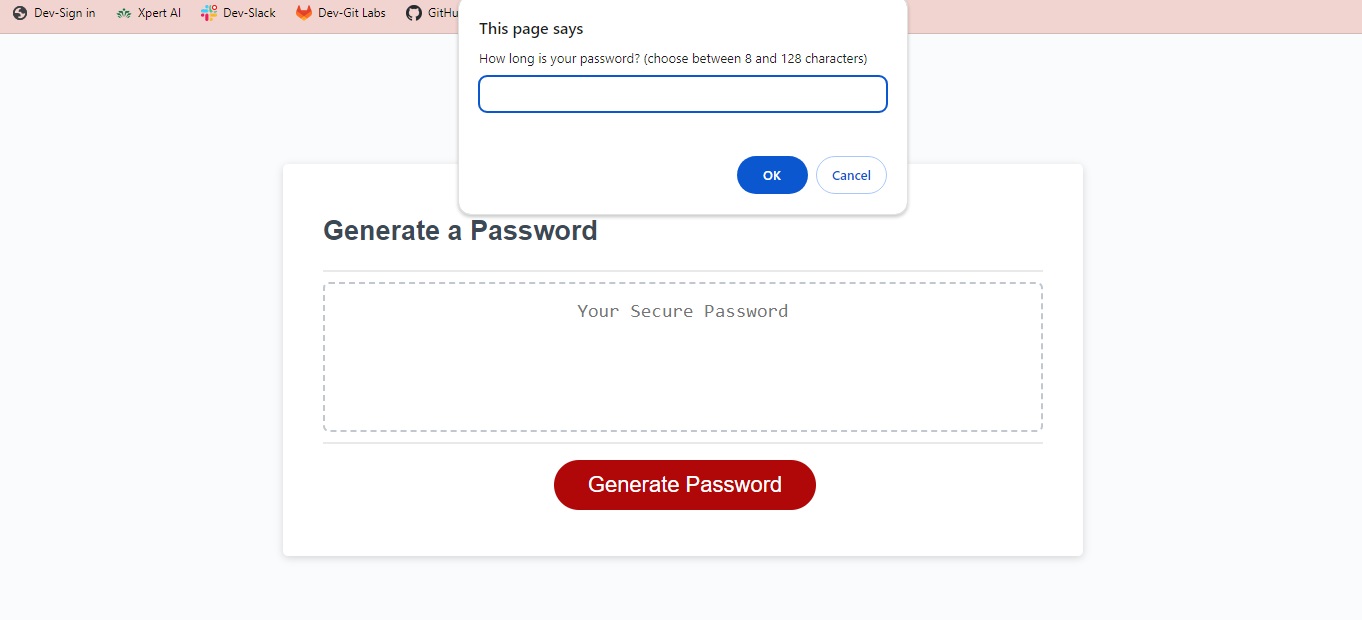 Dev-Sign in Xpert AI Dev-Slack Dev-Git Labs GitHu
This page says
How long is your password? (choose between 8 and 128 characters)
OK Cancel
Generate a Password
Your Secure Password
Generate Password